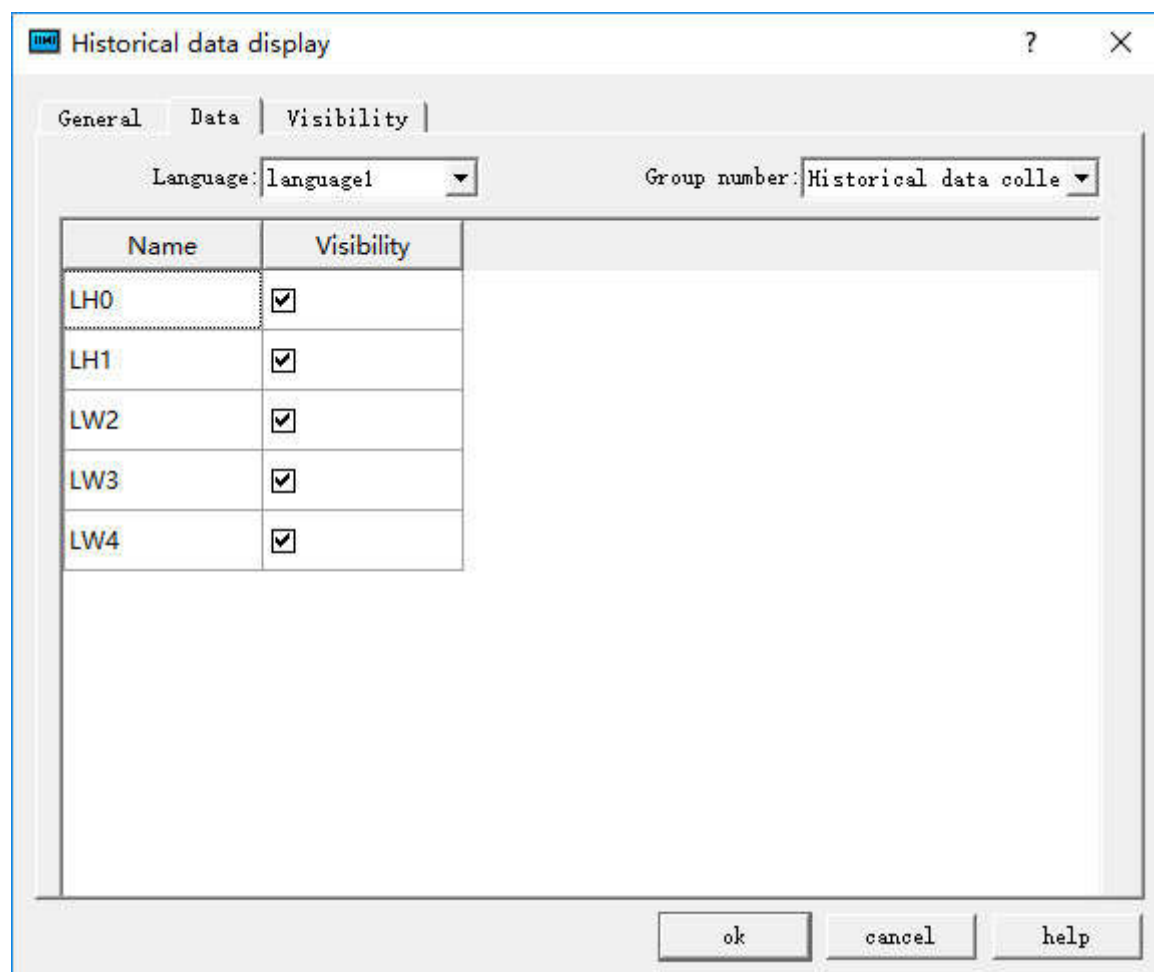 Historical data display
General Data Visibility
Language: language1 Group number: Historical data colle
Name Visibility
LH0
LH1
LW2
LW3
LW4
ok cancel help